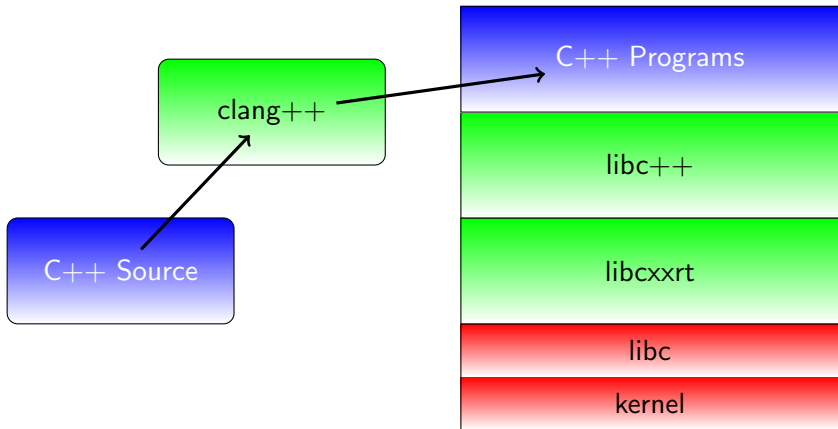 C++ Programs
clang++
libc++
C++ Source
libcxxrt
libc
kernel